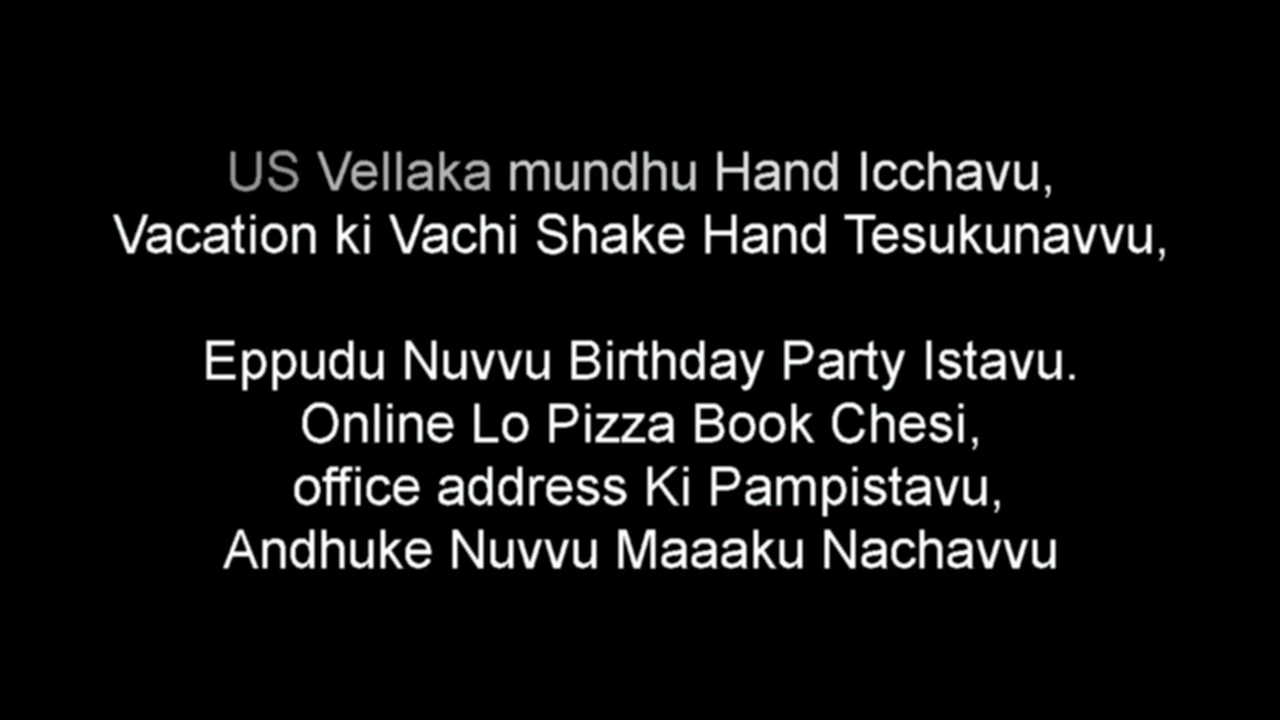 US Vellaka mundhu Hand Icchavu,
Vacation ki Vachi Shake Hand Tesukunavvu,
Eppudu Nuvvu Birthday Party Istavu.
Online Lo Pizza Book Chesi,
office address Ki Pampistavu,
Andhuke Nuvvu Maaaku Nachavvu